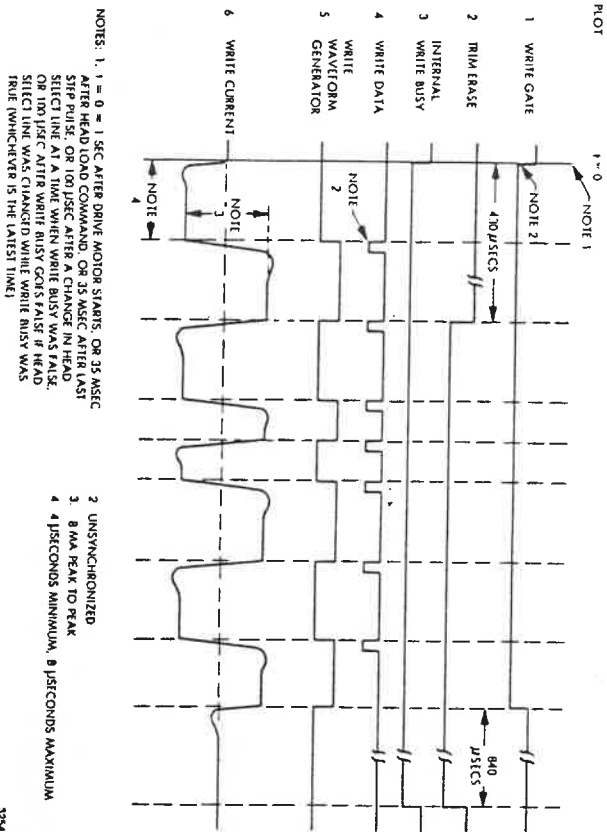 PLOT
t = 0
1 WRITE GATE
2 TRIM ERASE
3 INTERNAL
WRITE BUSY
4 WRITE DATA
5 WRITE
WAVEFORM
GENERATOR
6 WRITE CURRENT
NOTE 1
NOTE 2
400 µSECS
NOTE
2
NOTE
3
NOTE
4
840
µSECS
NOTES: 1. t = 0 = 1 SEC AFTER DRIVE MOTOR STARTS, OR 35 MSEC
AFTER HEAD LOAD COMMAND, OR 35 MSEC AFTER LAST
STEP PULSE, OR 100 µSEC AFTER A CHANGE IN HEAD
SELECT LINE AT A TIME WHEN WRITE BUSY WAS FALSE,
OR 100 µSEC AFTER WRITE BUSY GOES FALSE IF HEAD
SELECT LINE WAS CHANGED WHILE WRITE BUSY WAS
TRUE (WHICHEVER IS THE LATEST TIME)
2 UNSYNCHRONIZED
3. 8 MA PEAK TO PEAK
4 4 µSECONDS MINIMUM, 8 µSECONDS MAXIMUM